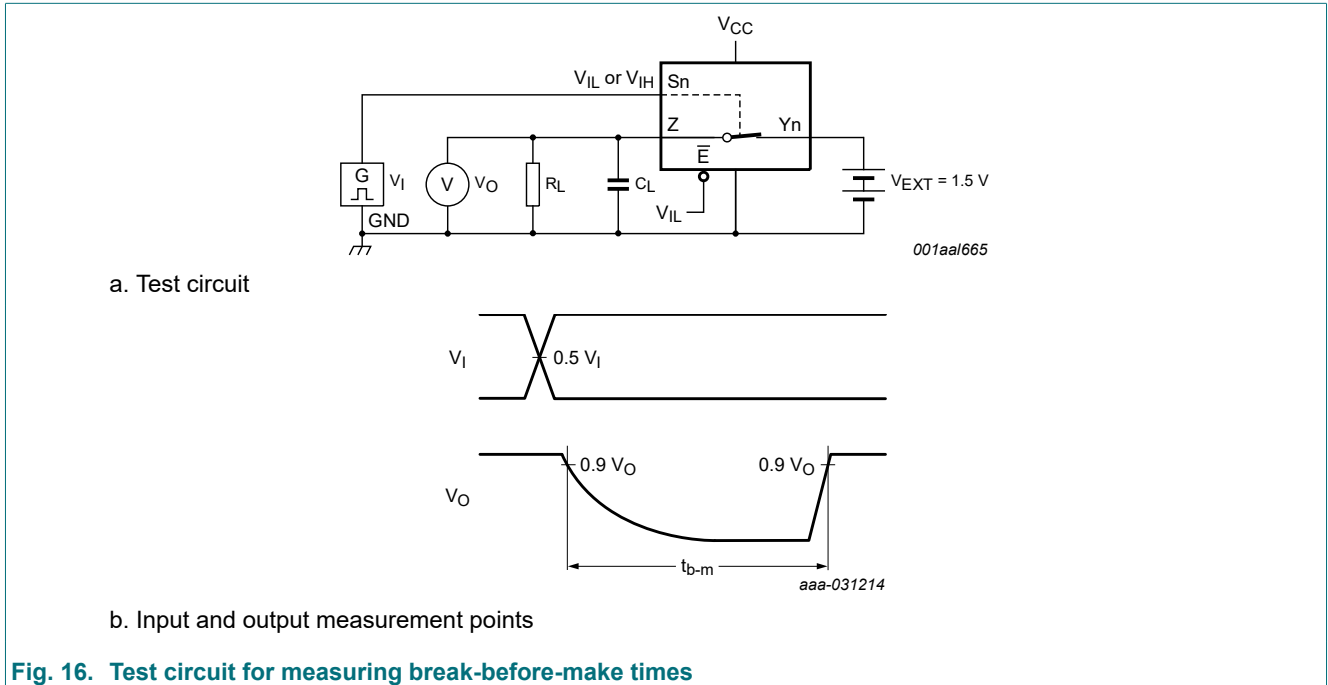 VCC
VIL or VIH Sn
Z Yn
E
G VI V VO RL CL VEXT = 1.5 V
VIL
GND
001aal665
a. Test circuit
VI 0.5 VI
0.9 VO 0.9 VO
VO
tb-m
aaa-031214
b. Input and output measurement points
Fig. 16. Test circuit for measuring break-before-make times